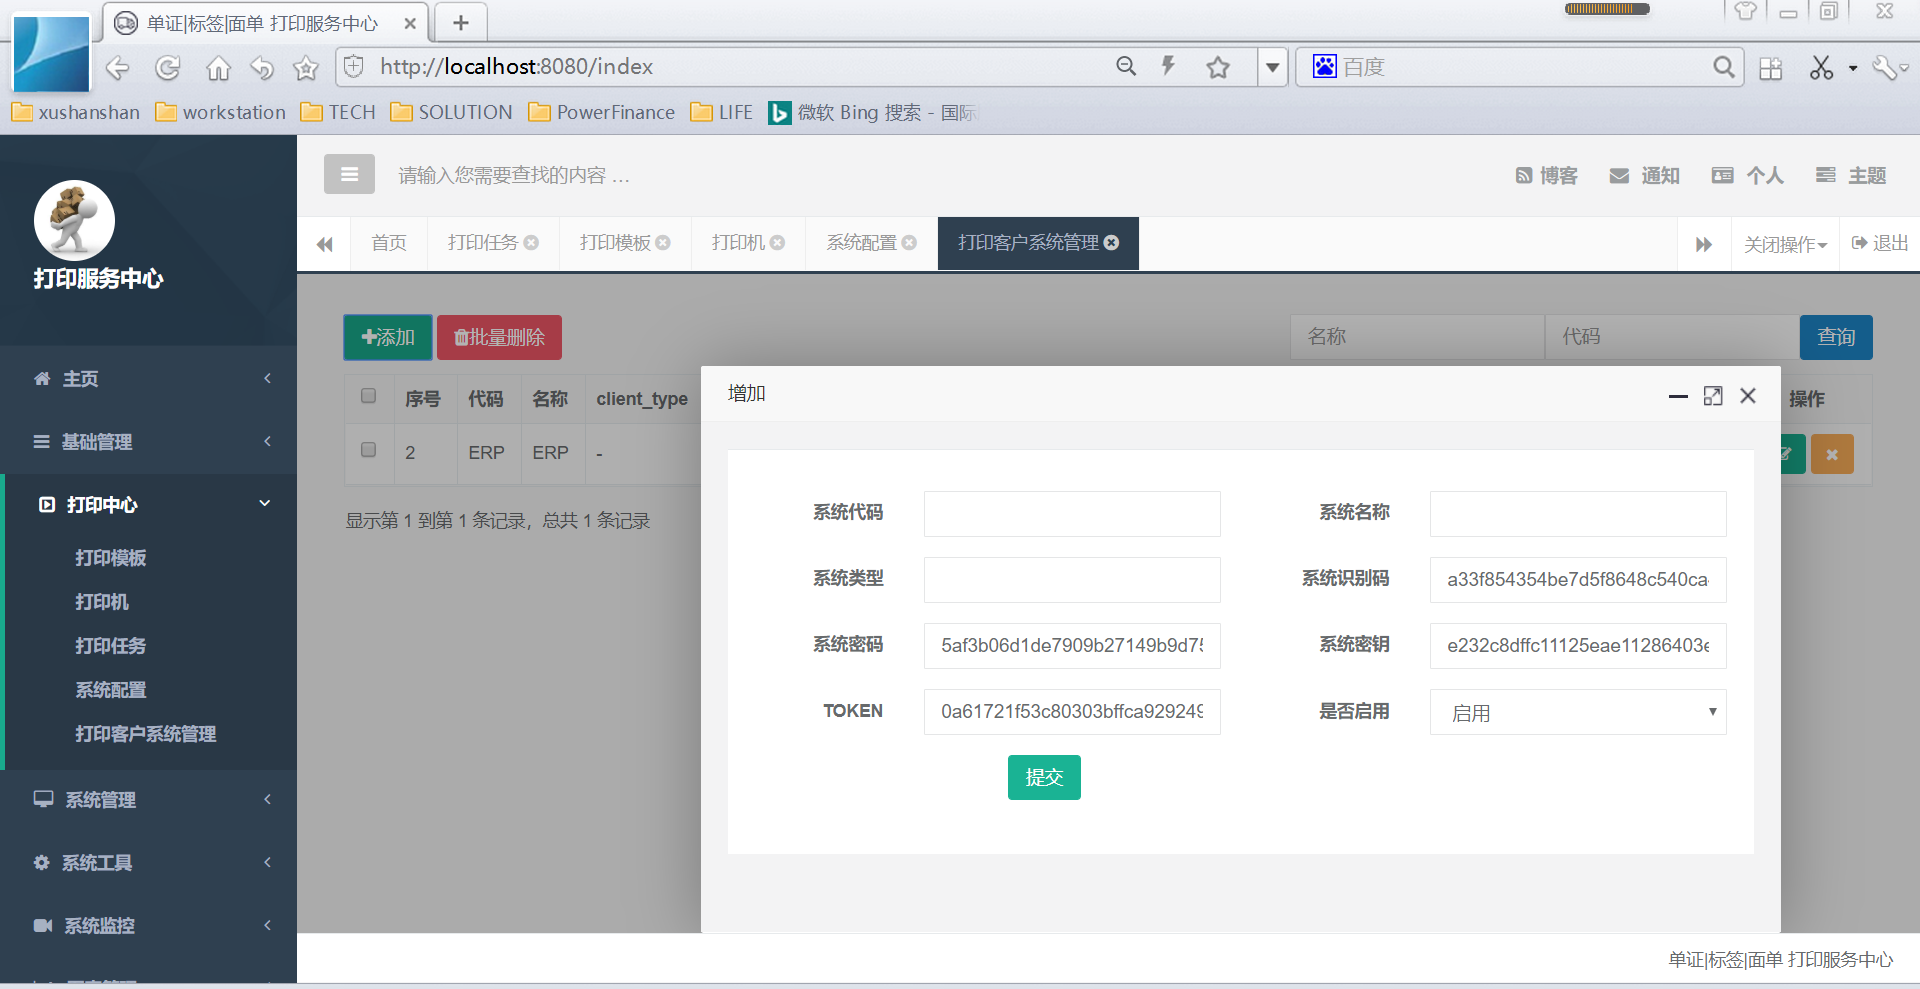 单证|标签|面单 打印服务中心
http://localhost:8080/index
百度
xushanshan
workstation
TECH
SOLUTION
PowerFinance
LIFE
微软 Bing 搜索 - 国际
打印服务中心
请输入您需要查找的内容 …
博客
通知
个人
主题
首页
打印任务
打印模板
打印机
系统配置
打印客户系统管理
关闭操作
退出
主页
基础管理
打印中心
打印模板
打印机
打印任务
系统配置
打印客户系统管理
系统管理
系统工具
系统监控
添加
批量删除
名称
代码
查询
序号 代码 名称 client_type
操作
2 ERP ERP -
显示第 1 到第 1 条记录，总共 1 条记录
增加
系统代码
系统名称
系统类型
系统识别码 a33f854354be7d5f8648c540ca
系统密码 5af3b06d1de7909b27149b9d75
系统密钥 e232c8dffc11125eae11286403e
TOKEN 0a61721f53c80303bffca929249
是否启用 启用
提交
单证|标签|面单 打印服务中心